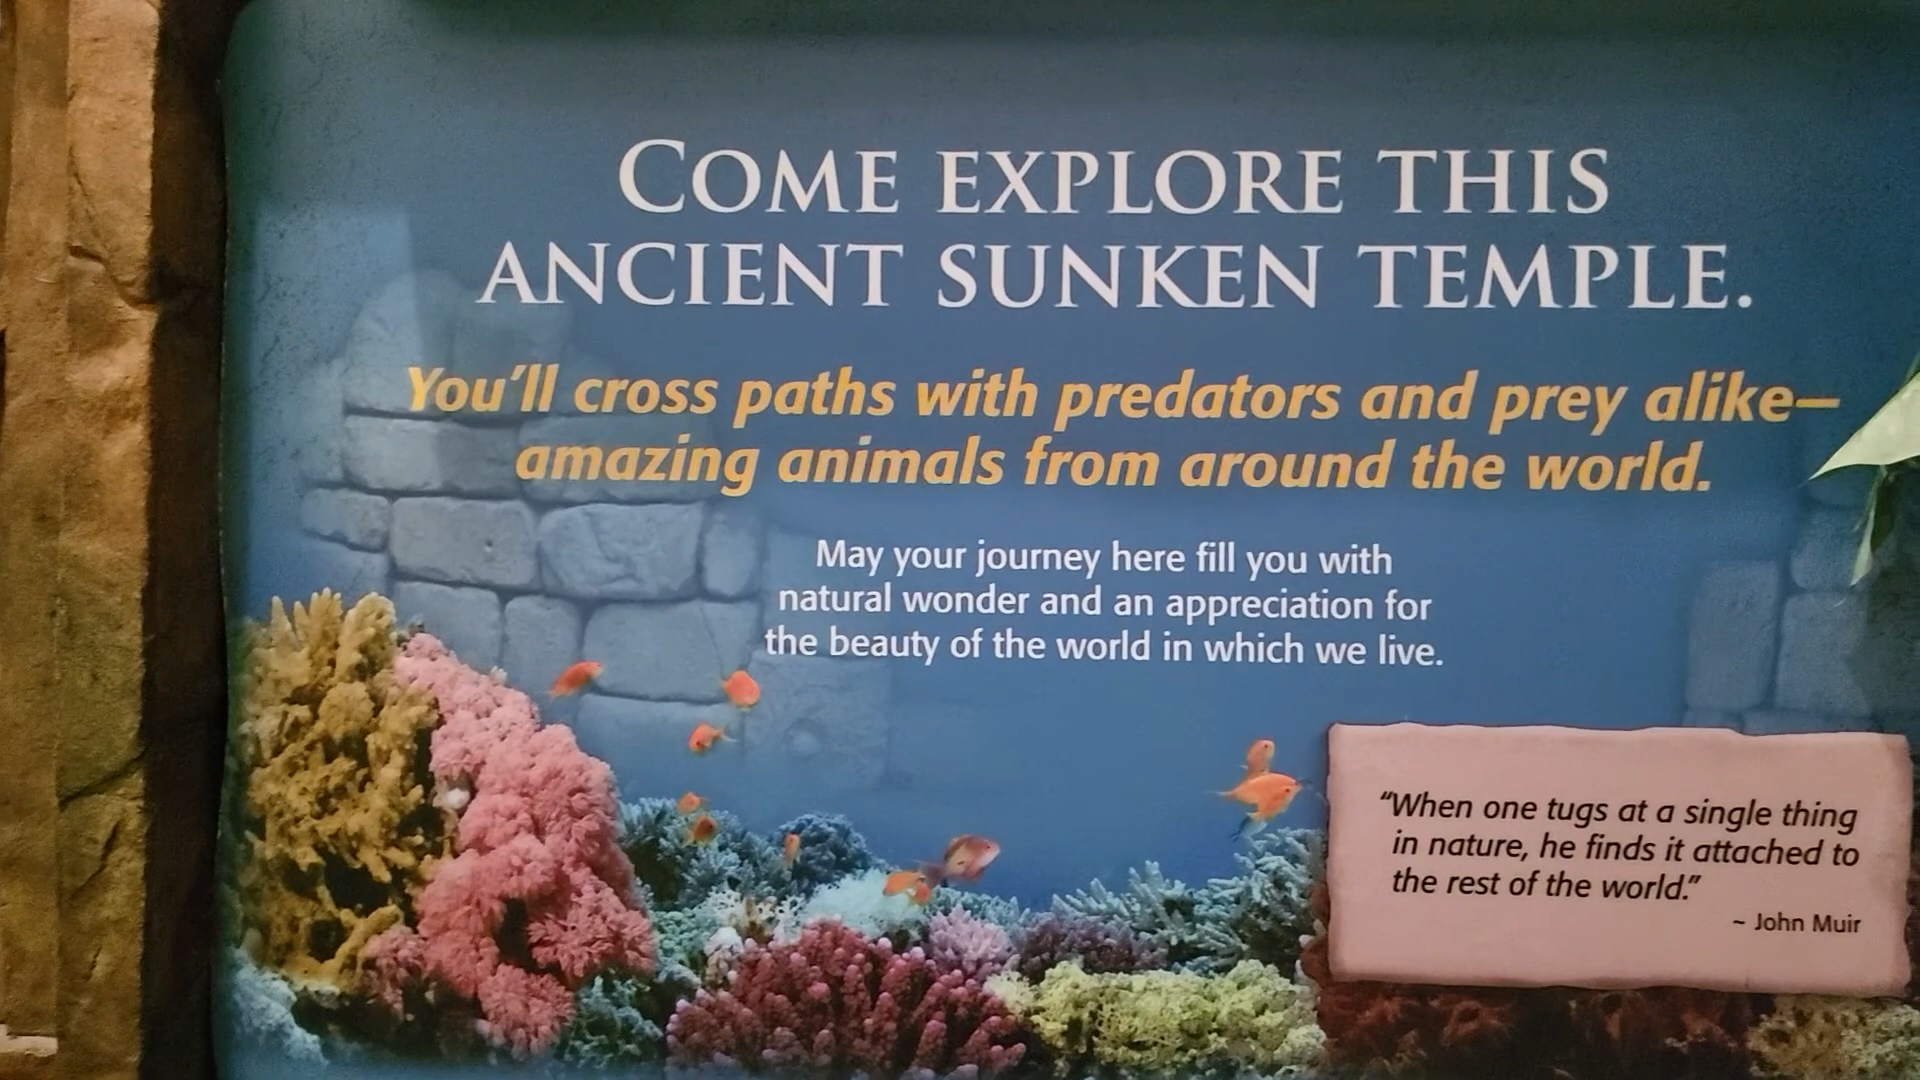 COME EXPLORE THIS
ANCIENT SUNKEN TEMPLE.
You'll cross paths with predators and prey alike—
amazing animals from around the world.
May your journey here fill you with
natural wonder and an appreciation for
the beauty of the world in which we live.
“When one tugs at a single thing
in nature, he finds it attached to
the rest of the world.”
~ John Muir